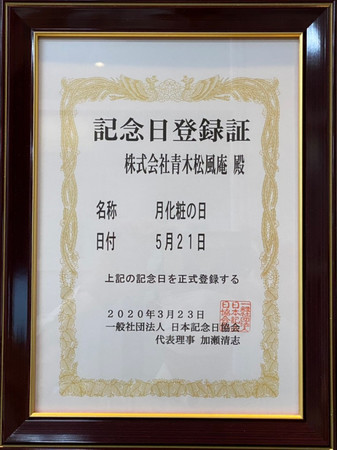 記念日登録証
株式会社青木松風庵 殿
名称 月化粧の日
日付 5月21日
上記の記念日を正式登録する
2020年3月23日
一般社団法人 日本記念日協会
代表理事 加瀬清志